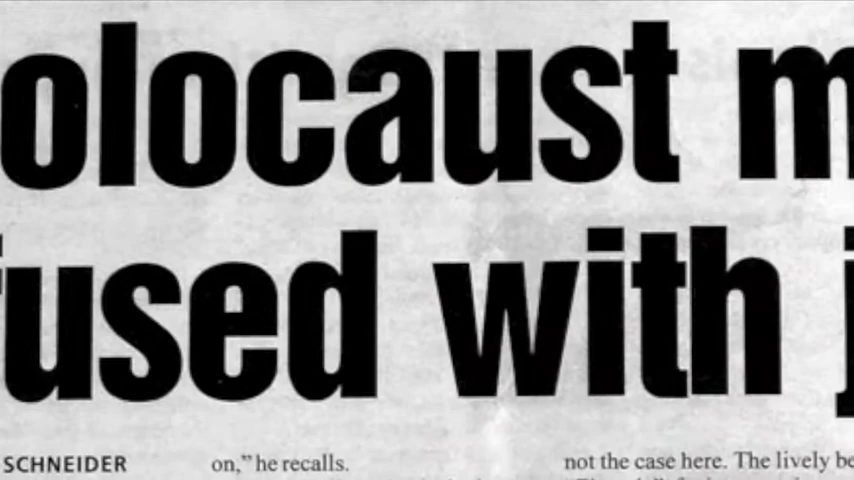 olocaust m
fused with j
SCHNEIDER on,” he recalls. not the case here. The lively be